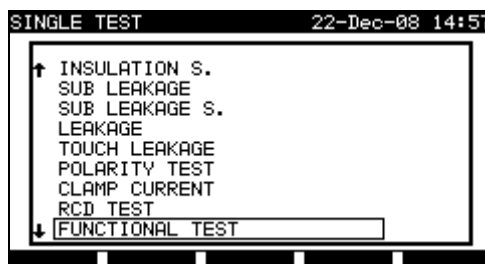 SINGLE TEST 22-Dec-08 14:57
INSULATION S.
SUB LEAKAGE
SUB LEAKAGE S.
LEAKAGE
TOUCH LEAKAGE
POLARITY TEST
CLAMP CURRENT
RCD TEST
FUNCTIONAL TEST